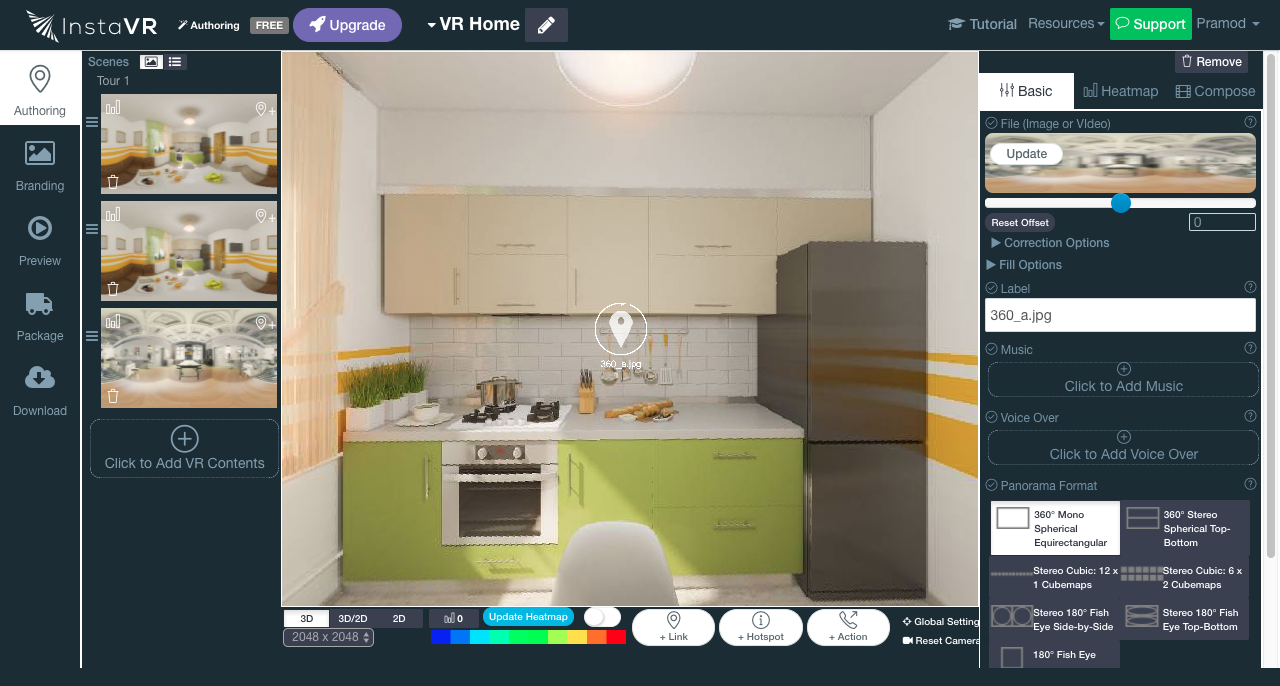 InstaVR
Authoring
FREE
Upgrade
VR Home
Tutorial
Resources
Support
Pramod
Authoring
Branding
Preview
Package
Download
Scenes
Tour 1
Click to Add VR Contents
360_a.jpg
3D
3D/2D
2D
2048 x 2048
0
Update Heatmap
+ Link
+ Hotspot
+ Action
Global Setting
Reset Camera
Remove
Basic
Heatmap
Compose
File (Image or VIdeo)
Update
Reset Offset
0
Correction Options
Fill Options
Label
360_a.jpg
Music
Click to Add Music
Voice Over
Click to Add Voice Over
Panorama Format
360° Mono
Spherical
Equirectangular
360° Stereo
Spherical Top-
Bottom
Stereo Cubic: 12 x
1 Cubemaps
Stereo Cubic: 6 x
2 Cubemaps
Stereo 180° Fish
Eye Side-by-Side
Stereo 180° Fish
Eye Top-Bottom
180° Fish Eye